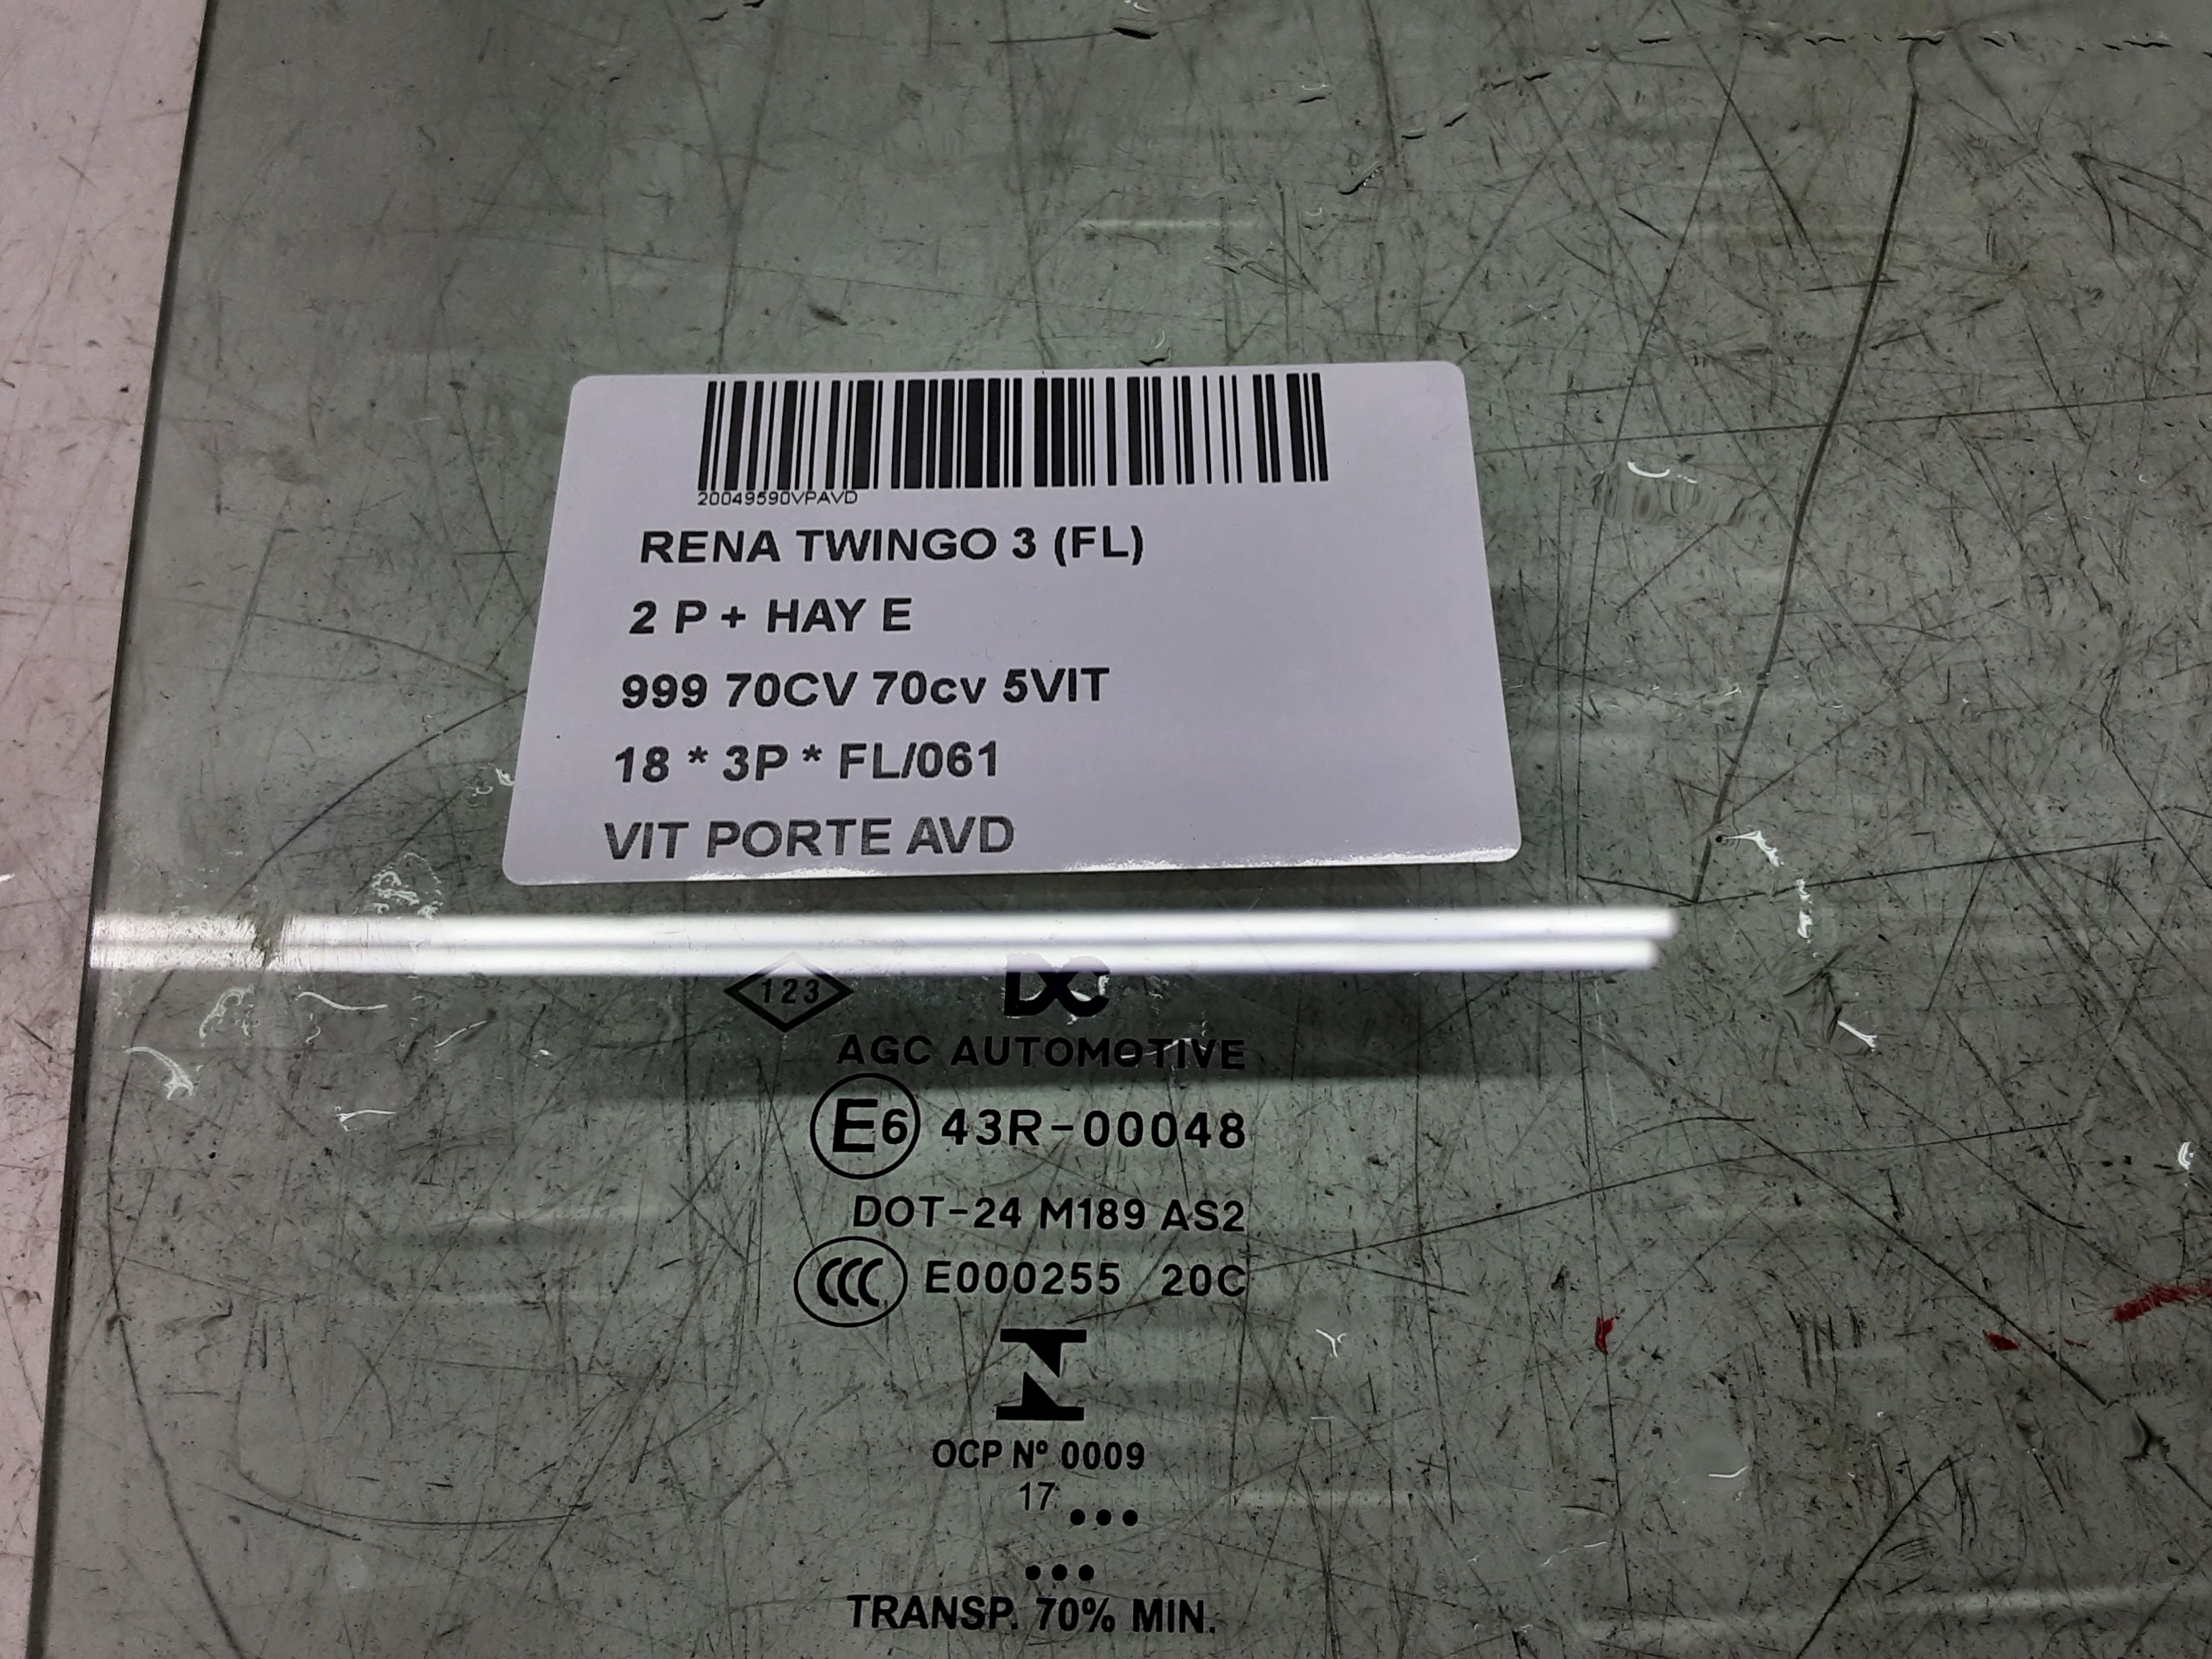 20049590VPAVD
RENA TWINGO 3 (FL)
2 P + HAY E
999 70CV 70cv 5VIT
18 * 3P * FL/061
VIT PORTE AVD
123 DC
AGC AUTOMOTIVE
E6 43R-00048
DOT-24 M189 AS2
CCC E000255 20C
N
OCP Nº 0009
17 •••
•••
TRANSP. 70% MIN.